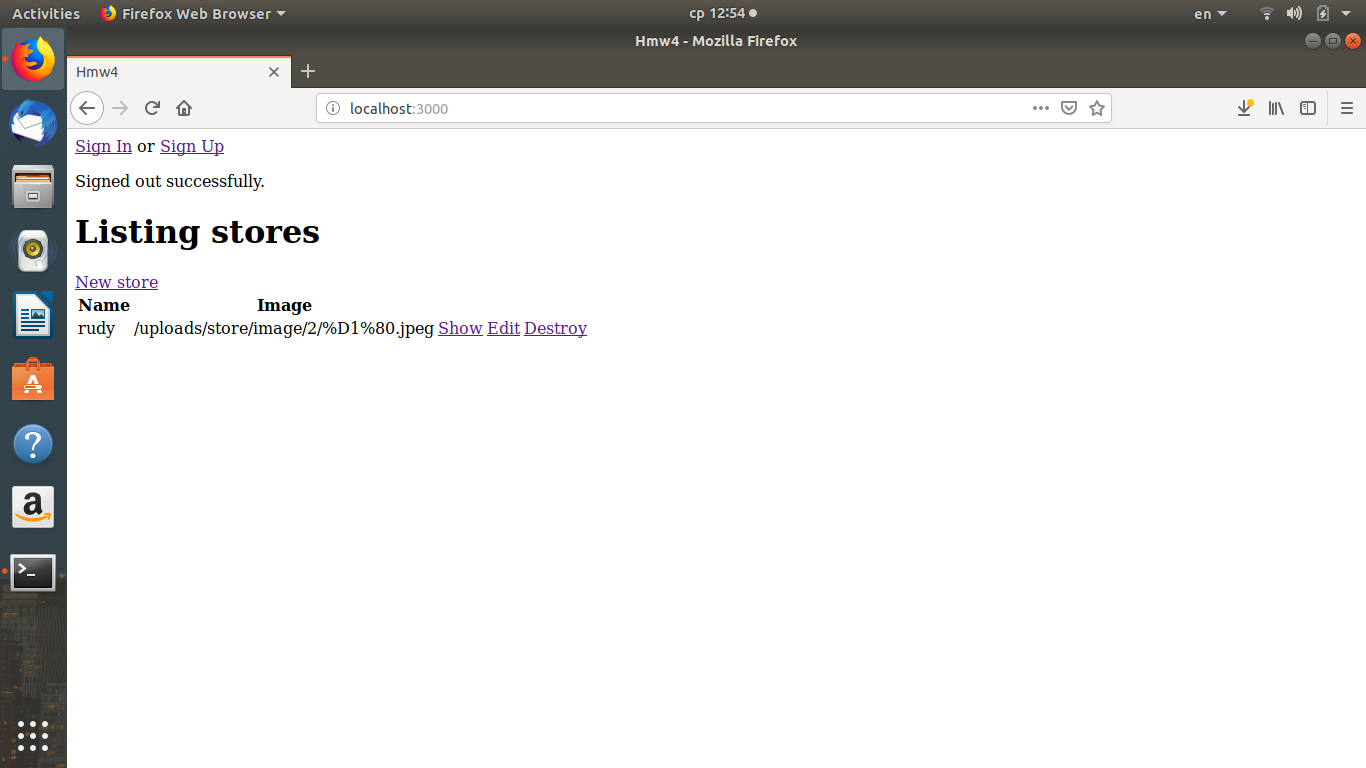 Activities Firefox Web Browser ср 12:54 en
Hmw4 - Mozilla Firefox
Hmw4
localhost:3000
Sign In or Sign Up
Signed out successfully.
Listing stores
New store
Name Image
rudy /uploads/store/image/2/%D1%80.jpeg Show Edit Destroy